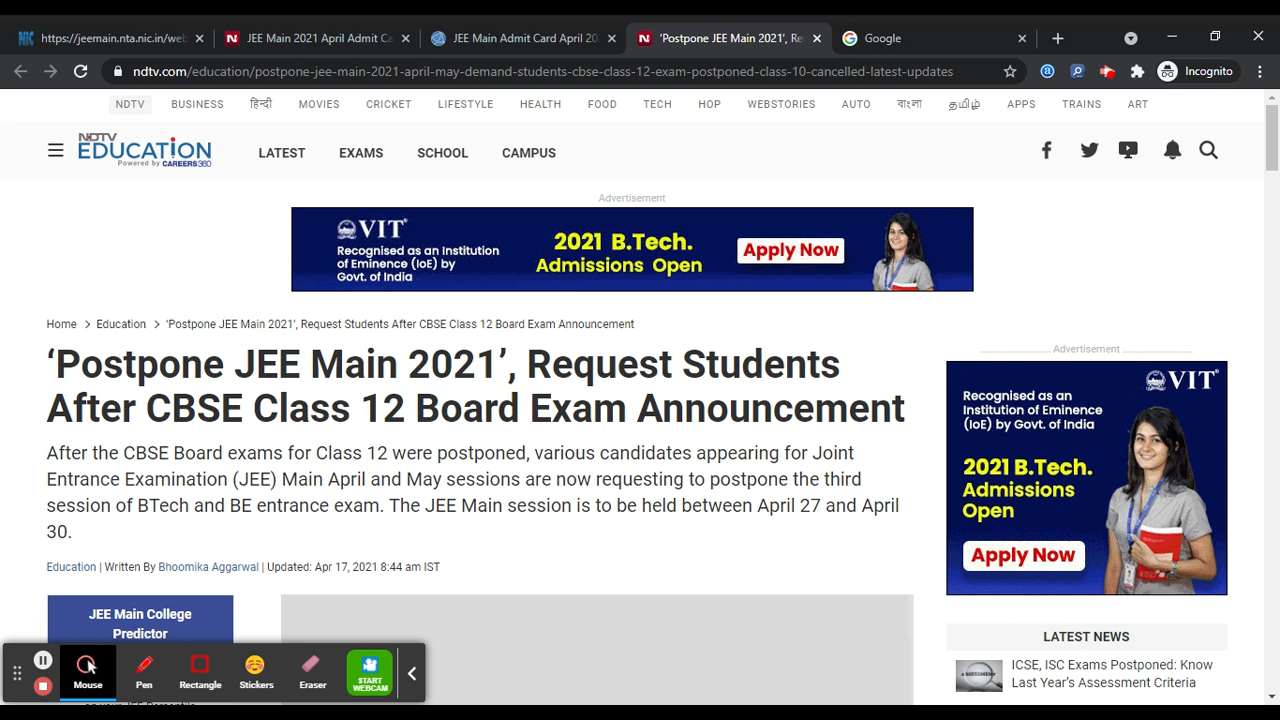 https://jeemain.nta.nic.in/web
JEE Main 2021 April Admit Ca
JEE Main Admit Card April 20
‘Postpone JEE Main 2021’, Re
Google
ndtv.com/education/postpone-jee-main-2021-april-may-demand-students-cbse-class-12-exam-postponed-class-10-cancelled-latest-updates
Incognito
NDTV BUSINESS हिन्दी MOVIES CRICKET LIFESTYLE HEALTH FOOD TECH HOP WEBSTORIES AUTO বাংলা தமிழ் APPS TRAINS ART
NDTV
EDUCATION
Powered by CAREERS360
LATEST EXAMS SCHOOL CAMPUS
Advertisement
VIT®
Recognised as an Institution
of Eminence (IoE) by
Govt. of India
2021 B.Tech.
Admissions Open
Apply Now
Home > Education > ‘Postpone JEE Main 2021’, Request Students After CBSE Class 12 Board Exam Announcement
‘Postpone JEE Main 2021’, Request Students
After CBSE Class 12 Board Exam Announcement
After the CBSE Board exams for Class 12 were postponed, various candidates appearing for Joint
Entrance Examination (JEE) Main April and May sessions are now requesting to postpone the third
session of BTech and BE entrance exam. The JEE Main session is to be held between April 27 and April
30.
Education | Written By Bhoomika Aggarwal | Updated: Apr 17, 2021 8:44 am IST
JEE Main College
Predictor
Advertisement
VIT®
Recognised as an
Institution of Eminence
(IoE) by Govt. of India
2021 B.Tech.
Admissions
Open
Apply Now
LATEST NEWS
ICSE, ISC Exams Postponed: Know
Last Year’s Assessment Criteria
Mouse
Pen
Rectangle
Stickers
Eraser
START
WEBCAM